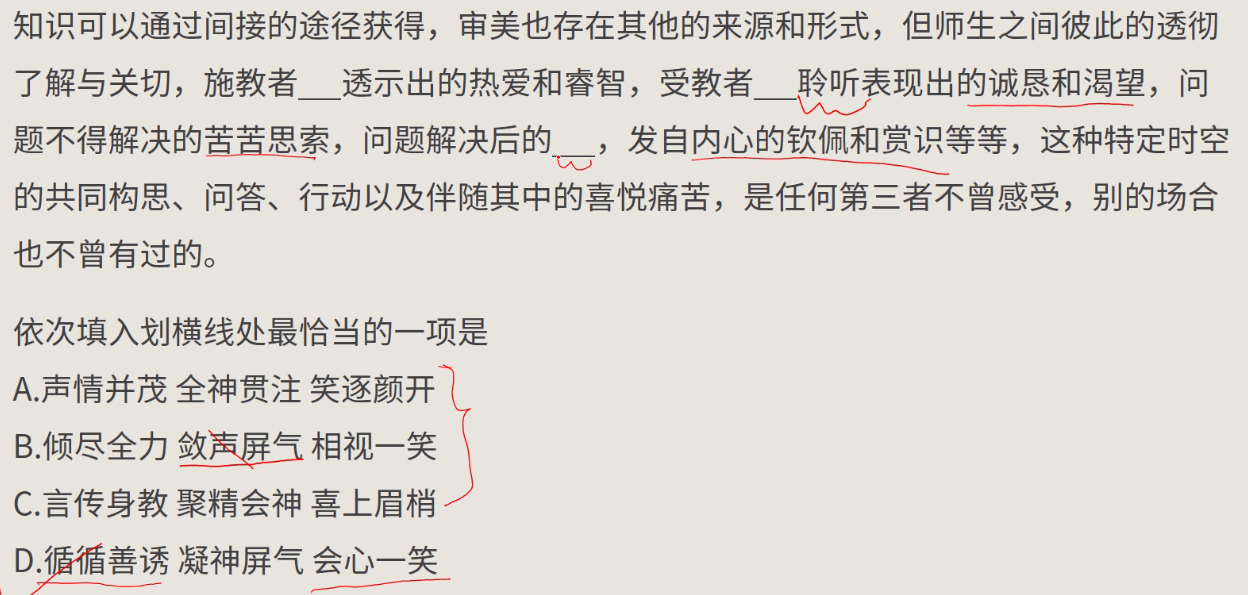 知识可以通过间接的途径获得，审美也存在其他的来源和形式，但师生之间彼此的透彻
了解与关切，施教者___透示出的热爱和睿智，受教者___聆听表现出的诚恳和渴望，问
题不得解决的苦苦思索，问题解决后的___，发自内心的钦佩和赏识等等，这种特定时空
的共同构思、问答、行动以及伴随其中的喜悦痛苦，是任何第三者不曾感受，别的场合
也不曾有过的。
依次填入划横线处最恰当的一项是
A.声情并茂 全神贯注 笑逐颜开
B.倾尽全力 敛声屏气 相视一笑
C.言传身教 聚精会神 喜上眉梢
D.循循善诱 凝神屏气 会心一笑